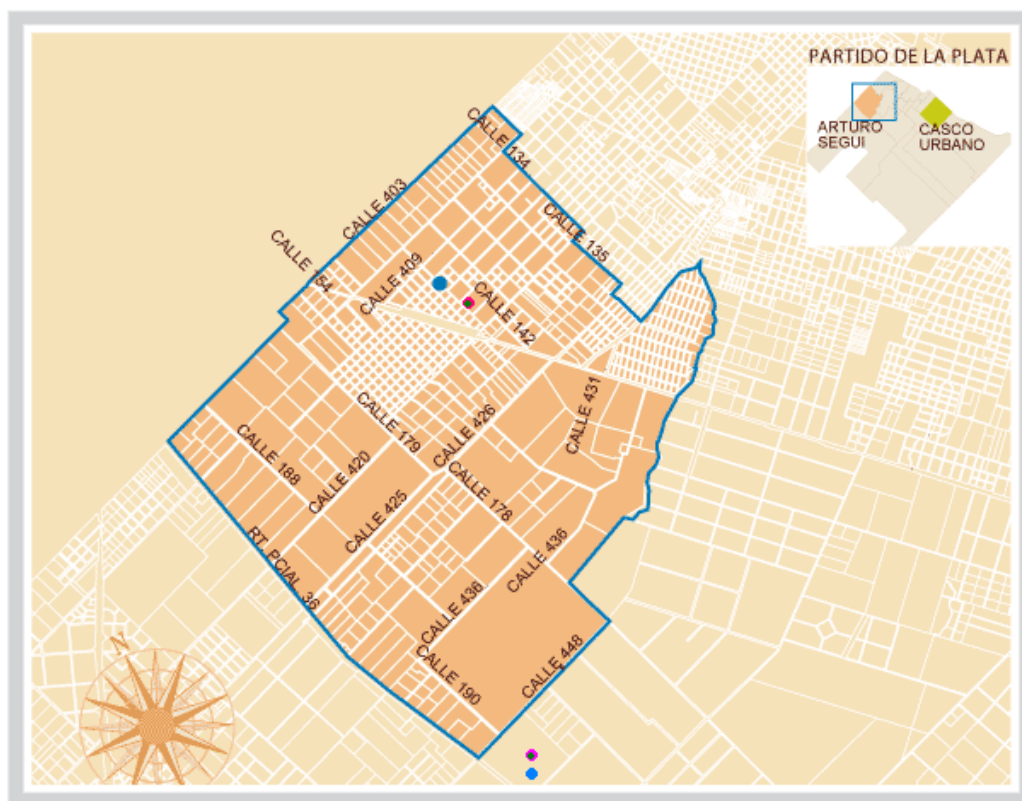 PARTIDO DE LA PLATA
ARTURO
SEGUI
CASCO
URBANO
CALLE 134
CALLE 403
CALLE 135
CALLE 154
CALLE 409
CALLE 142
CALLE 431
CALLE 179
CALLE 426
CALLE 188
CALLE 420
CALLE 178
CALLE 425
RT. PCIAL. 36
CALLE 436
CALLE 436
CALLE 190
CALLE 448
N